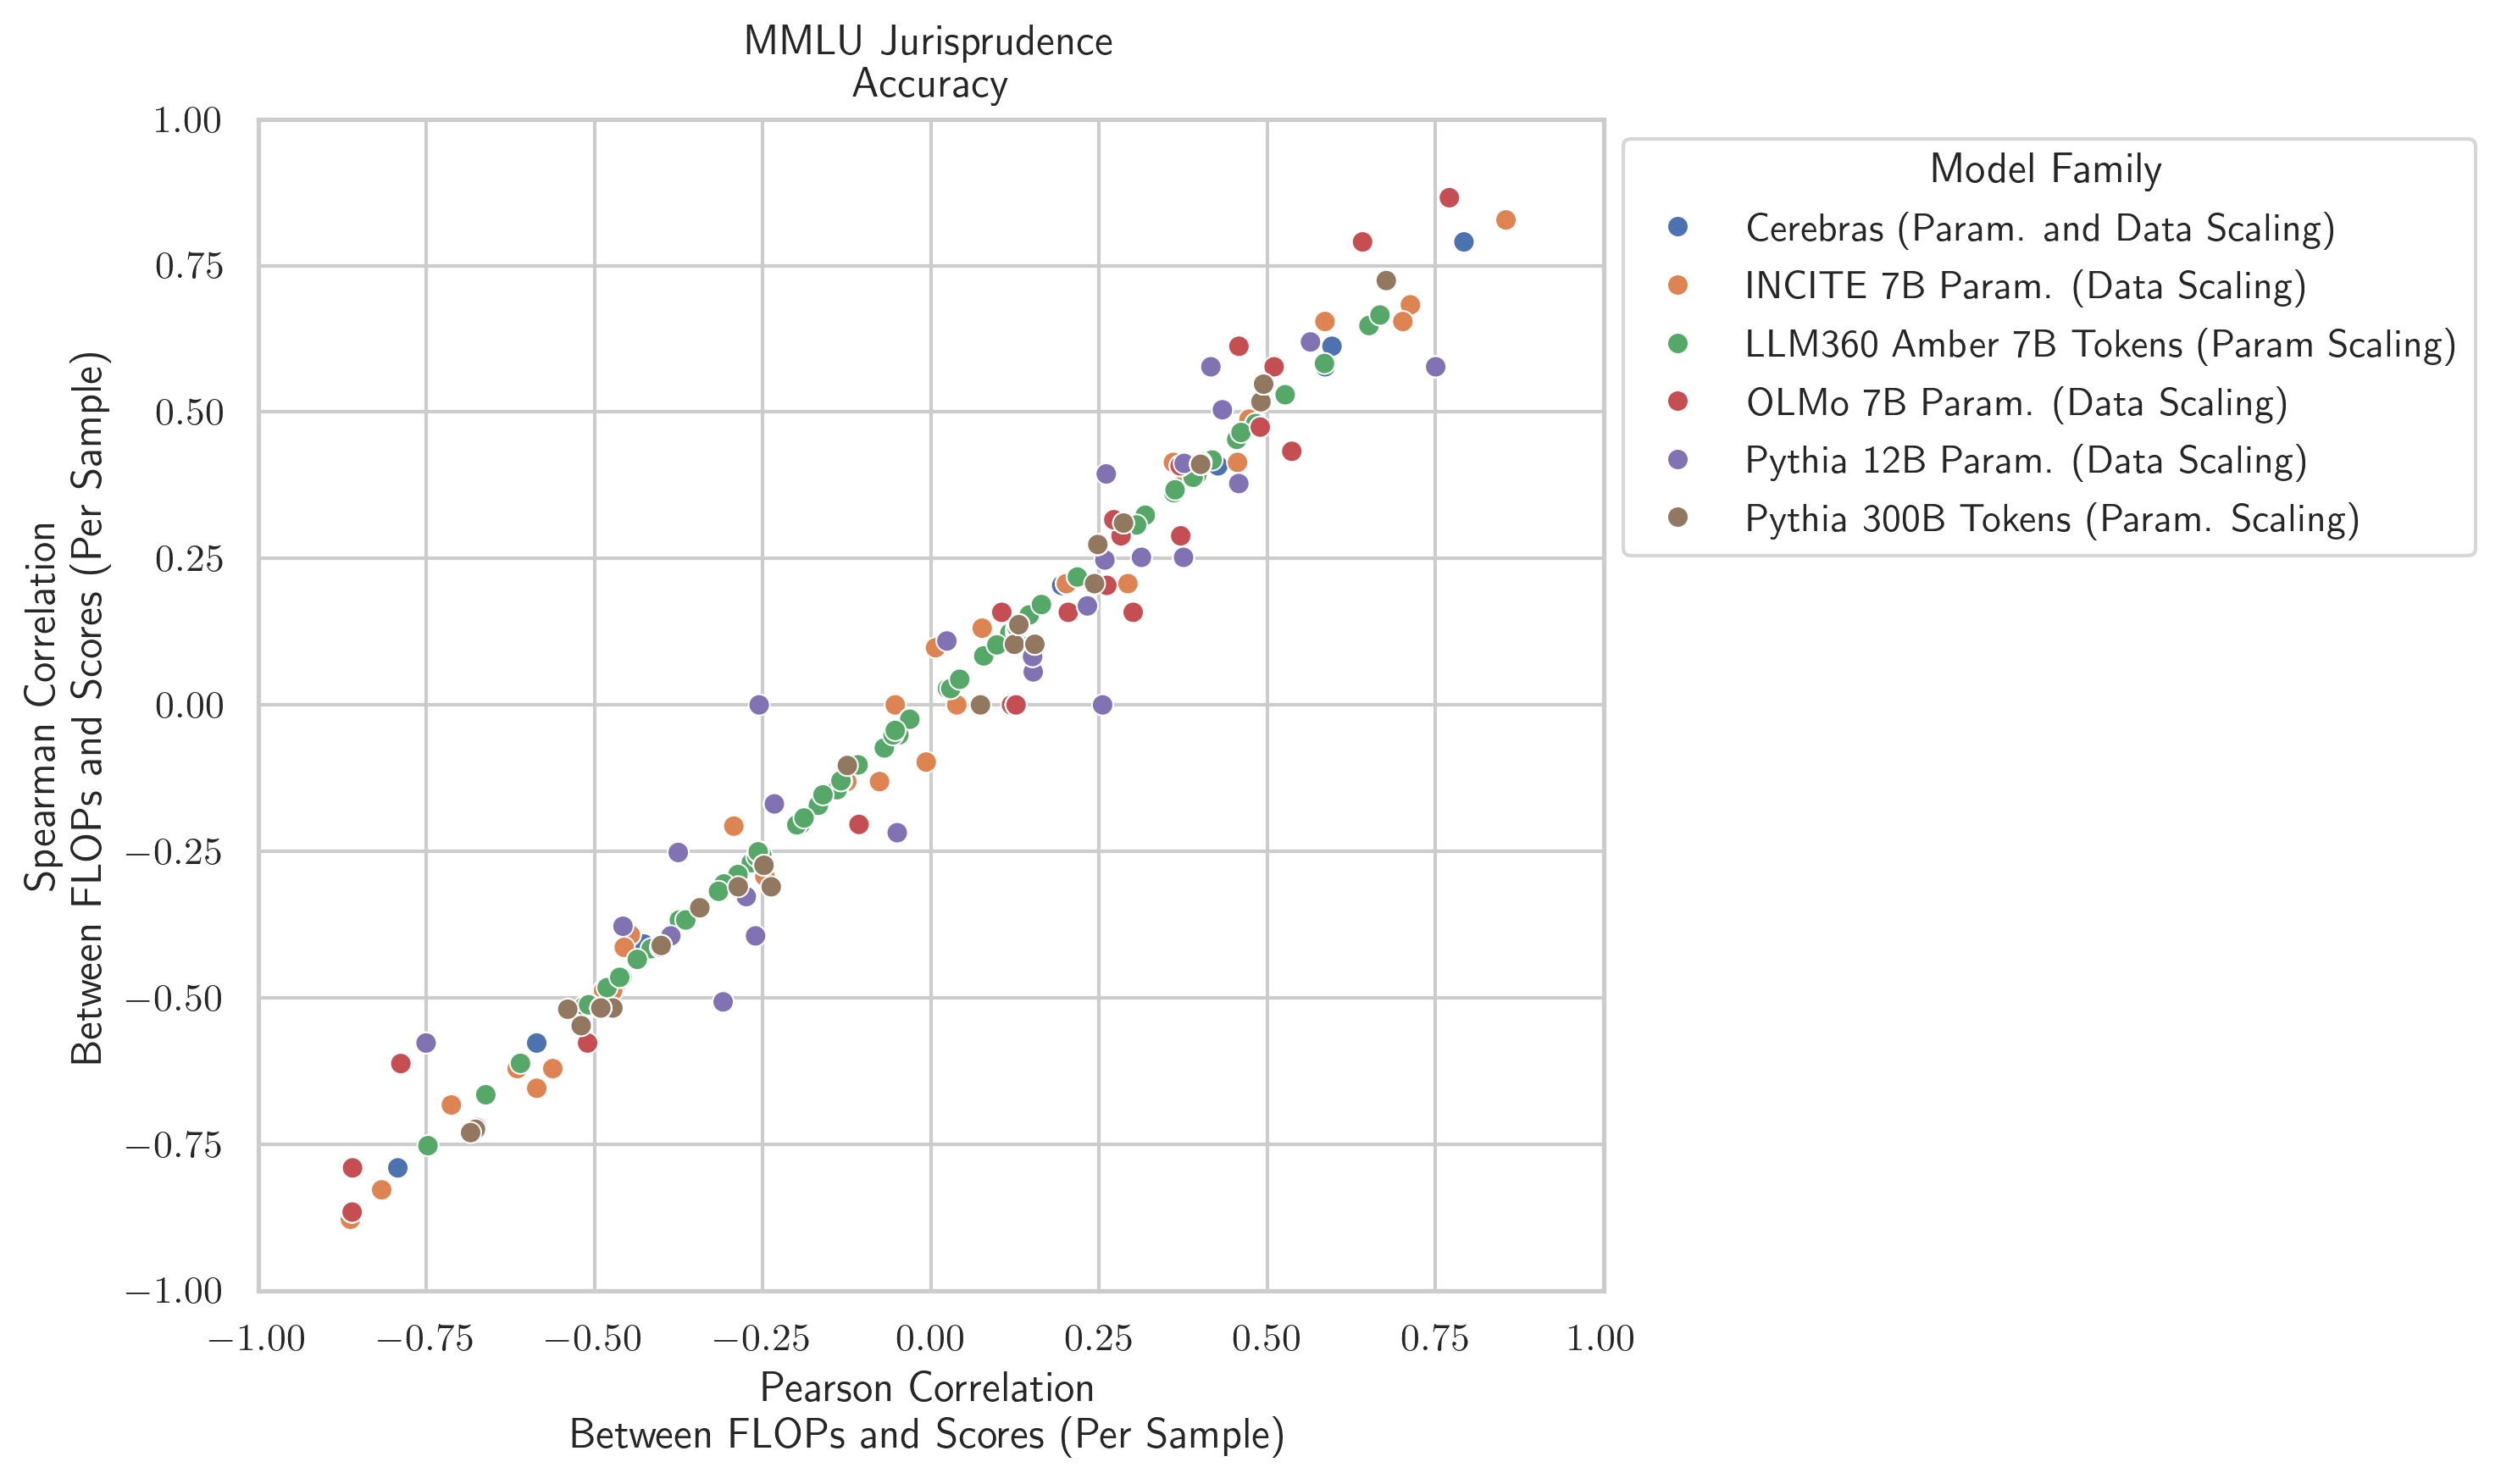 MMLU Jurisprudence
Accuracy
1.00
0.75
0.50
0.25
0.00
−0.25
−0.50
−0.75
−1.00
Spearman Correlation
Between FLOPs and Scores (Per Sample)
−1.00 −0.75 −0.50 −0.25 0.00 0.25 0.50 0.75 1.00
Pearson Correlation
Between FLOPs and Scores (Per Sample)
Model Family
Cerebras (Param. and Data Scaling)
INCITE 7B Param. (Data Scaling)
LLM360 Amber 7B Tokens (Param Scaling)
OLMo 7B Param. (Data Scaling)
Pythia 12B Param. (Data Scaling)
Pythia 300B Tokens (Param. Scaling)